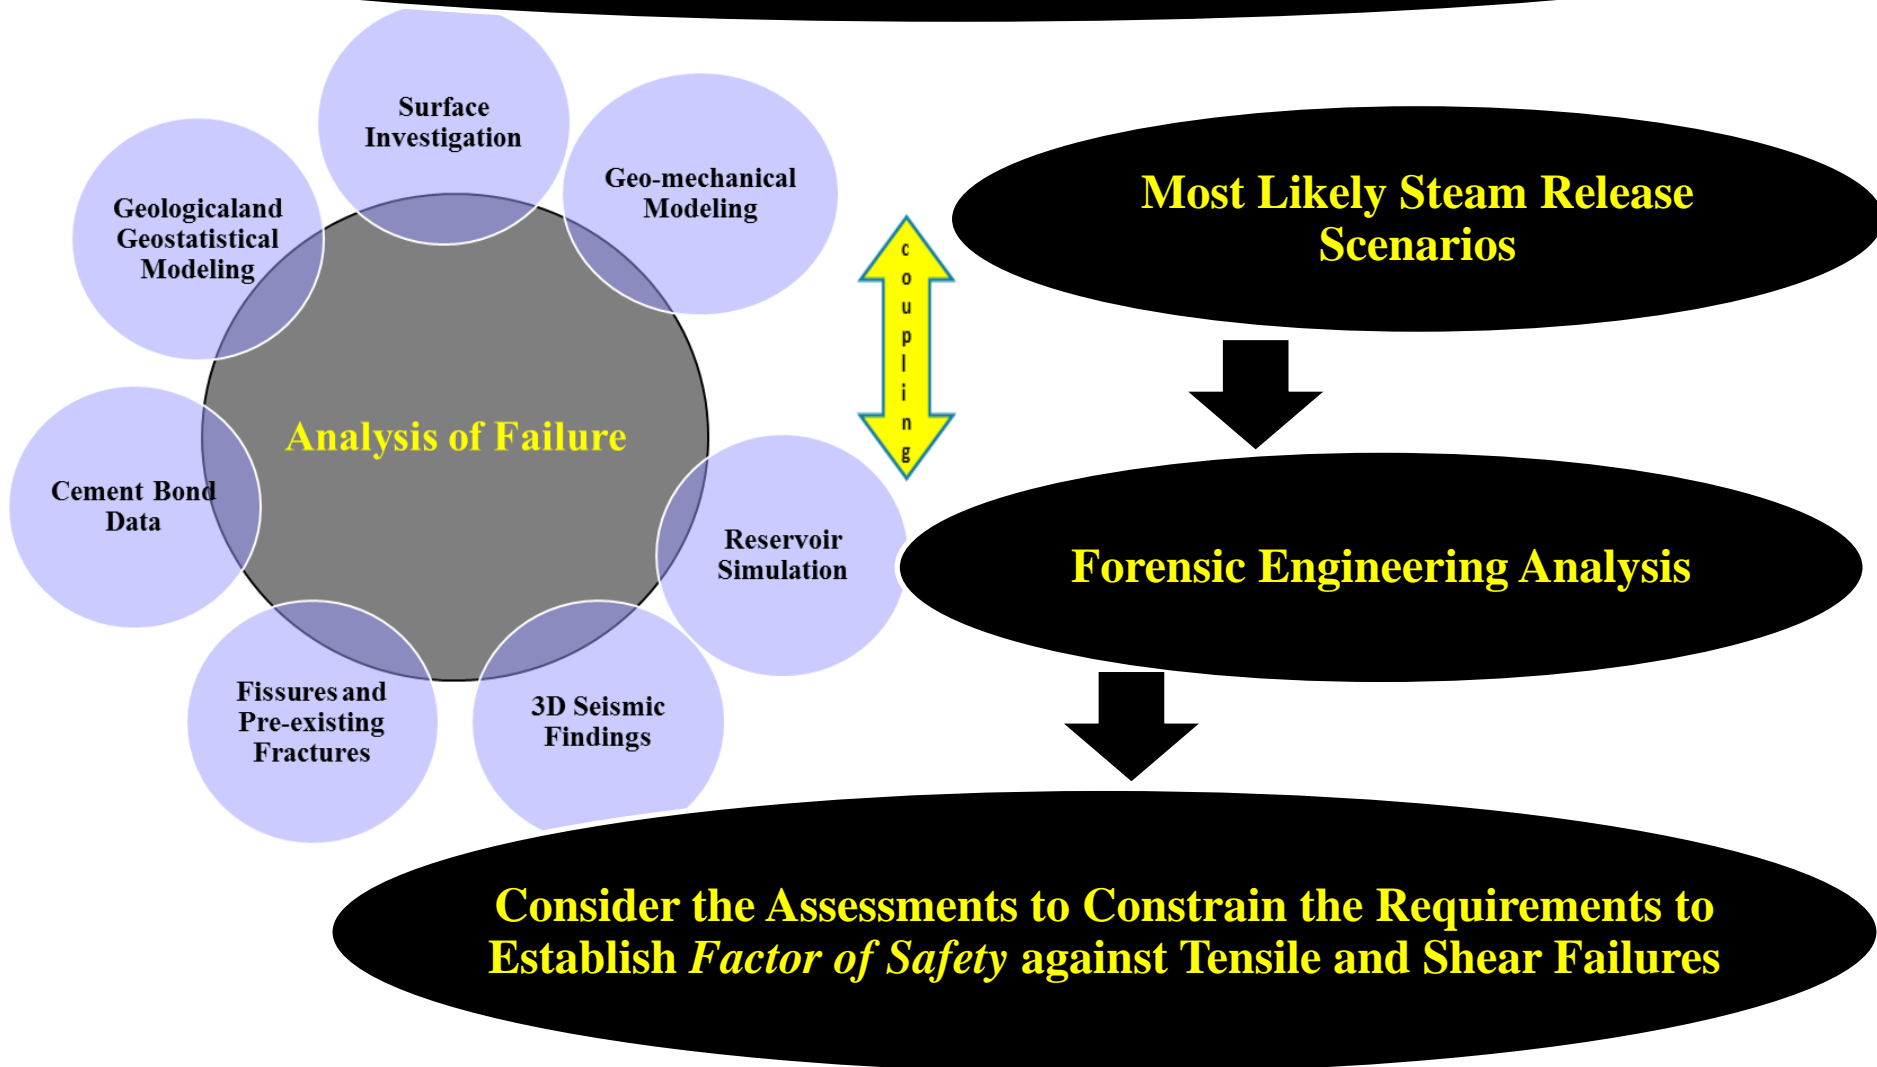 Surface
Investigation
Geo-mechanical
Modeling
Geologicaland
Geostatistical
Modeling
Analysis of Failure
Cement Bond
Data
Reservoir
Simulation
Fissures and
Pre-existing
Fractures
3D Seismic
Findings
coupling
Most Likely Steam Release
Scenarios
Forensic Engineering Analysis
Consider the Assessments to Constrain the Requirements to
Establish Factor of Safety against Tensile and Shear Failures